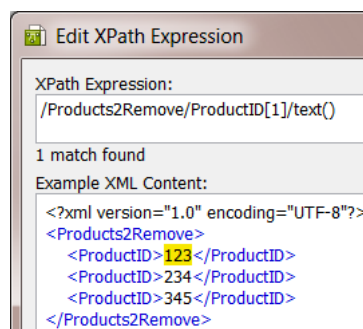 Edit XPath Expression
XPath Expression:
/Products2Remove/ProductID[1]/text()
1 match found
Example XML Content:
<?xml version="1.0" encoding="UTF-8"?>
<Products2Remove>
<ProductID>123</ProductID>
<ProductID>234</ProductID>
<ProductID>345</ProductID>
</Products2Remove>